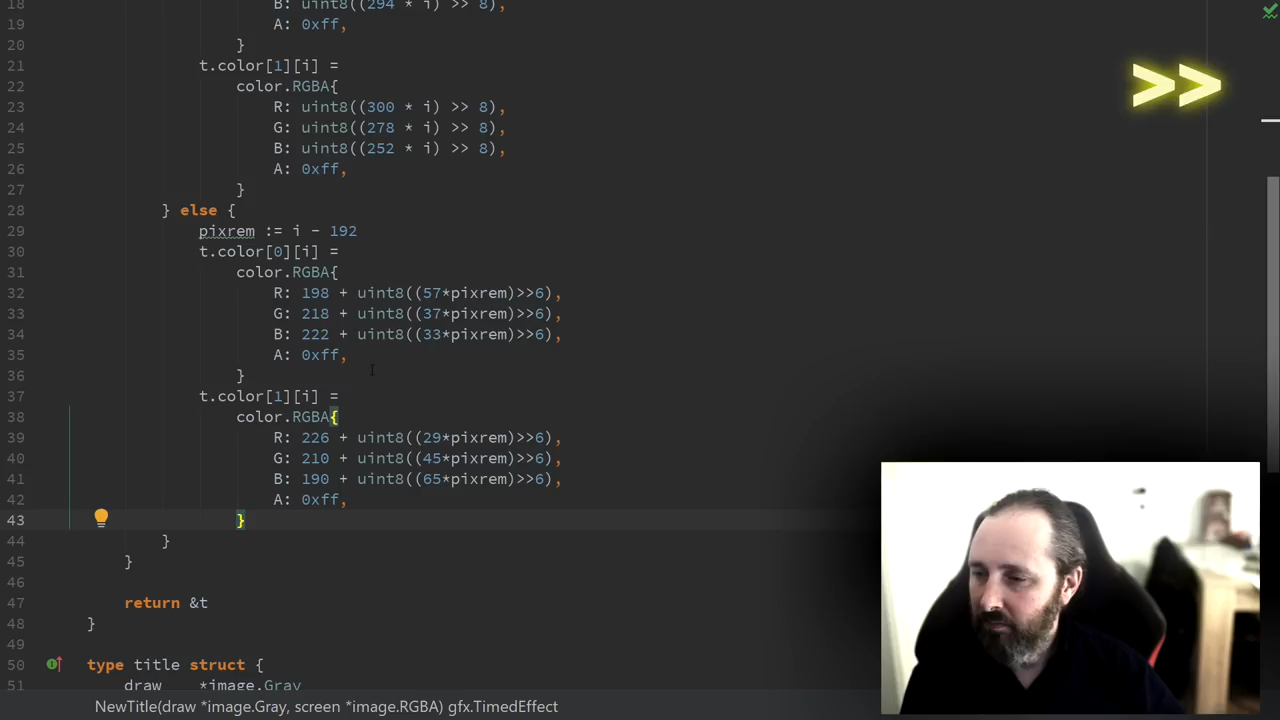 18 B: uint8((294 * i) >> 8),
19 A: 0xff,
20 }
21 t.color[1][i] =
22 color.RGBA{
23 R: uint8((300 * i) >> 8),
24 G: uint8((278 * i) >> 8),
25 B: uint8((252 * i) >> 8),
26 A: 0xff,
27 }
28 } else {
29 pixrem := i - 192
30 t.color[0][i] =
31 color.RGBA{
32 R: 198 + uint8((57*pixrem)>>6),
33 G: 218 + uint8((37*pixrem)>>6),
34 B: 222 + uint8((33*pixrem)>>6),
35 A: 0xff,
36 }
37 t.color[1][i] =
38 color.RGBA{
39 R: 226 + uint8((29*pixrem)>>6),
40 G: 210 + uint8((45*pixrem)>>6),
41 B: 190 + uint8((65*pixrem)>>6),
42 A: 0xff,
43 }
44 }
45 }
46
47 return &t
48 }
49
50 type title struct {
51 draw *image.Gray
NewTitle(draw *image.Gray, screen *image.RGBA) gfx.TimedEffect
>>